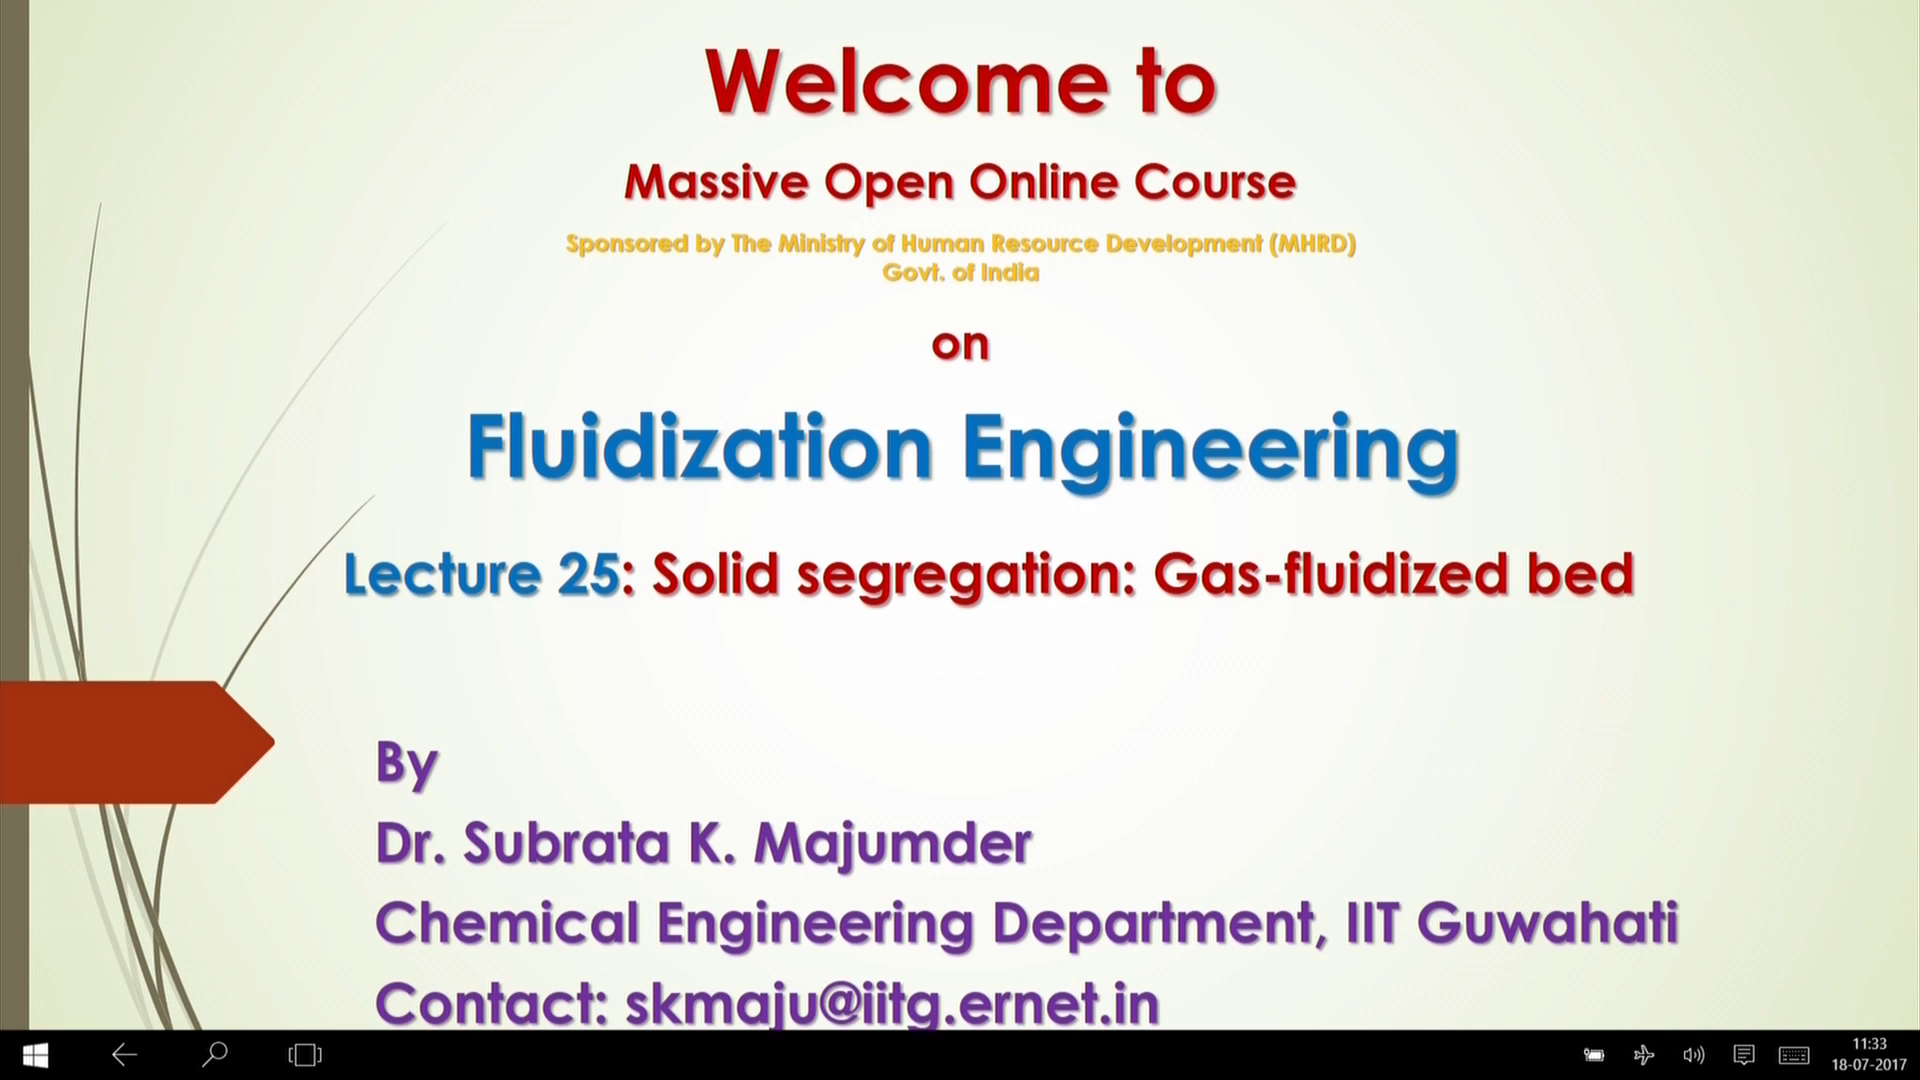 Welcome to
Massive Open Online Course
Sponsored by The Ministry of Human Resource Development (MHRD)
Govt. of India
on
Fluidization Engineering
Lecture 25: Solid segregation: Gas-fluidized bed
By
Dr. Subrata K. Majumder
Chemical Engineering Department, IIT Guwahati
Contact: skmaju@iitg.ernet.in
11:33
18-07-2017